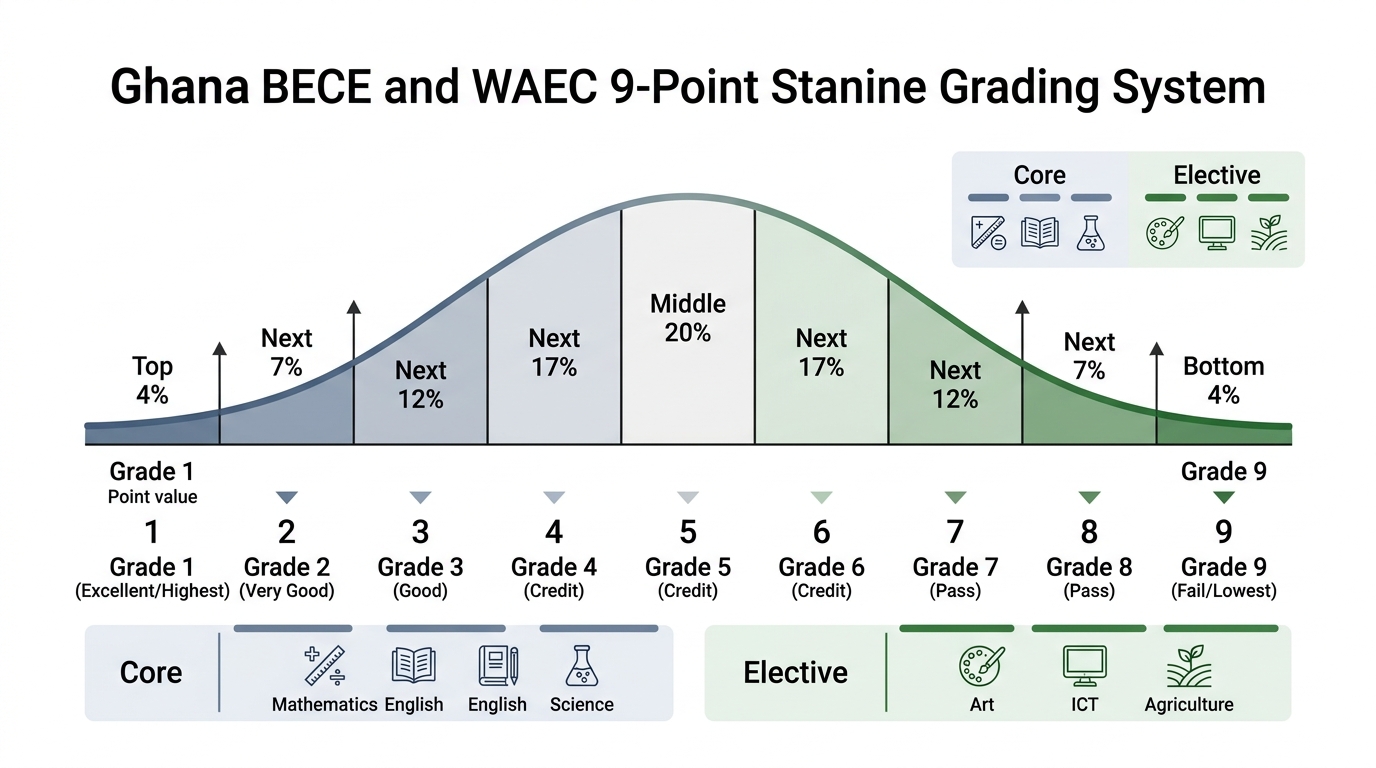 Ghana BECE and WAEC 9-Point Stanine Grading System
Core
Elective
Top
4%
Next
7%
Next
12%
Next
17%
Middle
20%
Next
17%
Next
12%
Next
7%
Bottom
4%
Grade 1
Point value
Grade 9
1
2
3
4
5
6
7
8
9
Grade 1
Grade 2
Grade 3
Grade 4
Grade 5
Grade 6
Grade 7
Grade 8
Grade 9
(Excellent/Highest)
(Very Good)
(Good)
(Credit)
(Credit)
(Credit)
(Pass)
(Pass)
(Fail/Lowest)
Core
Mathematics
English
English
Science
Elective
Art
ICT
Agriculture